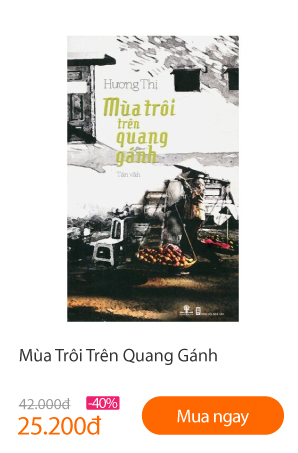 Hương Thị
Mùa trôi
trên
quang
gánh
Tản văn
Mùa Trôi Trên Quang Gánh
42.000đ
-40%
25.200đ
Mua ngay